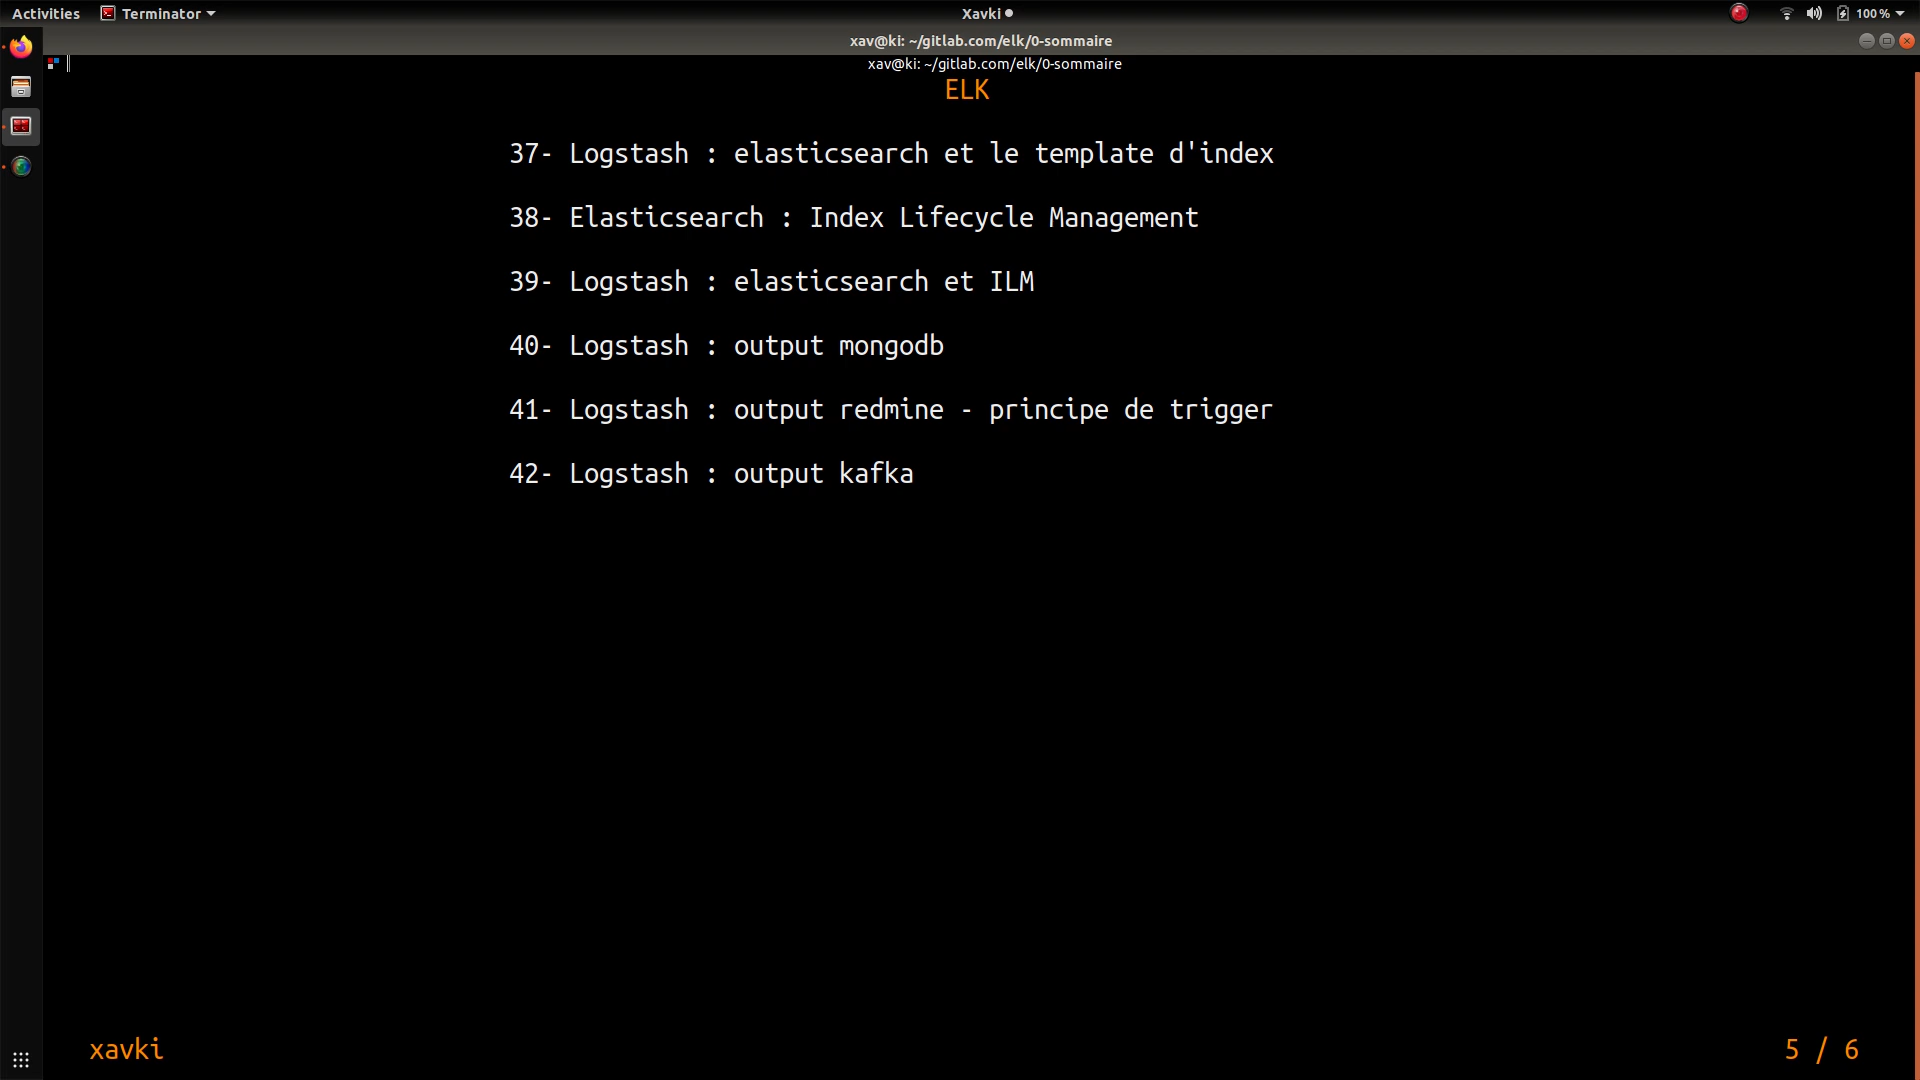 Activities Terminator Xavki 100 %
xav@ki: ~/gitlab.com/elk/0-sommaire
xav@ki: ~/gitlab.com/elk/0-sommaire
ELK
37- Logstash : elasticsearch et le template d'index
38- Elasticsearch : Index Lifecycle Management
39- Logstash : elasticsearch et ILM
40- Logstash : output mongodb
41- Logstash : output redmine - principe de trigger
42- Logstash : output kafka
xavki 5 / 6